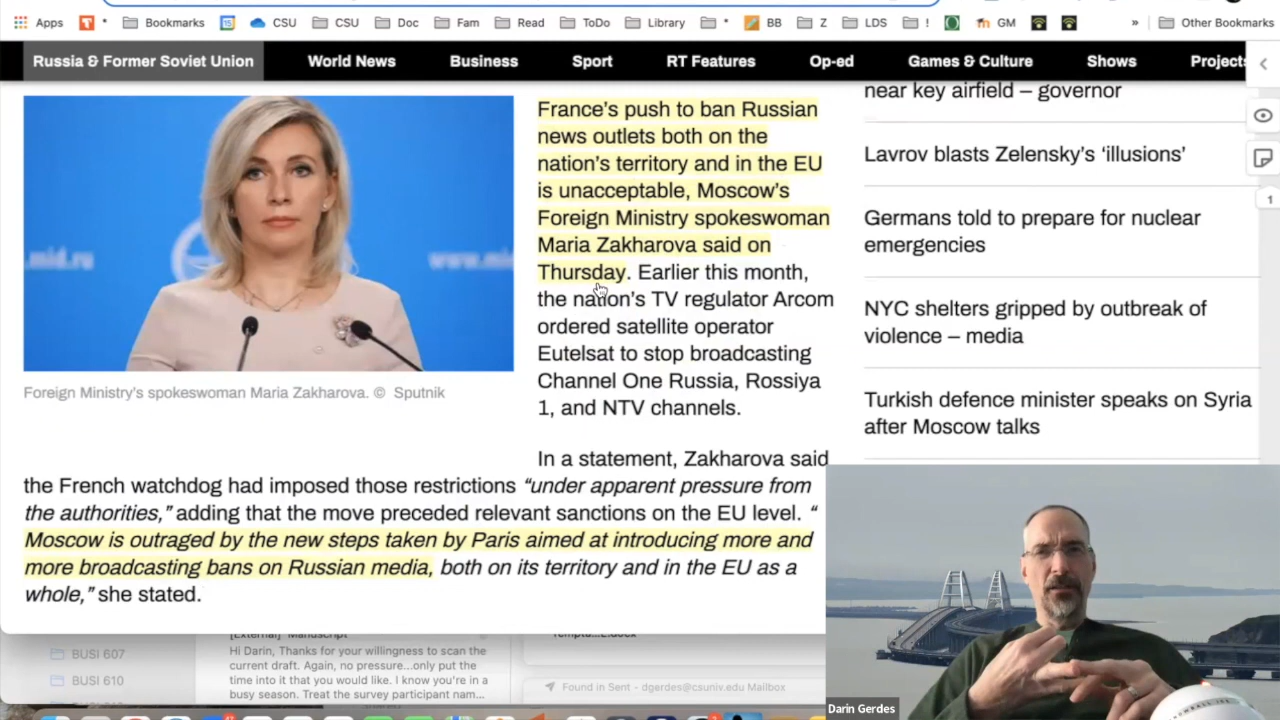 Apps
Bookmarks
CSU
CSU
Doc
Fam
Read
ToDo
Library
BB
Z
LDS
!
GM
»
Other Bookmarks
Russia & Former Soviet Union
World News
Business
Sport
RT Features
Op-ed
Games & Culture
Shows
Projects
www.mid.ru
Foreign Ministry's spokeswoman Maria Zakharova. © Sputnik
France's push to ban Russian
news outlets both on the
nation's territory and in the EU
is unacceptable, Moscow's
Foreign Ministry spokeswoman
Maria Zakharova said on
Thursday. Earlier this month,
the nation's TV regulator Arcom
ordered satellite operator
Eutelsat to stop broadcasting
Channel One Russia, Rossiya
1, and NTV channels.
In a statement, Zakharova said
the French watchdog had imposed those restrictions “under apparent pressure from
the authorities,” adding that the move preceded relevant sanctions on the EU level. “
Moscow is outraged by the new steps taken by Paris aimed at introducing more and
more broadcasting bans on Russian media, both on its territory and in the EU as a
whole,” she stated.
near key airfield – governor
Lavrov blasts Zelensky's ‘illusions’
Germans told to prepare for nuclear
emergencies
NYC shelters gripped by outbreak of
violence – media
Turkish defence minister speaks on Syria
after Moscow talks
1
BUSI 607
BUSI 610
[External] Manuscript
Hi Darin, Thanks for your willingness to scan the
current draft. Again, no pressure...only put the
time into it that you would like. I know you're in a
busy season. Treat the survey participant nam...
Found in Sent - dgerdes@csuniv.edu Mailbox
Darin Gerdes